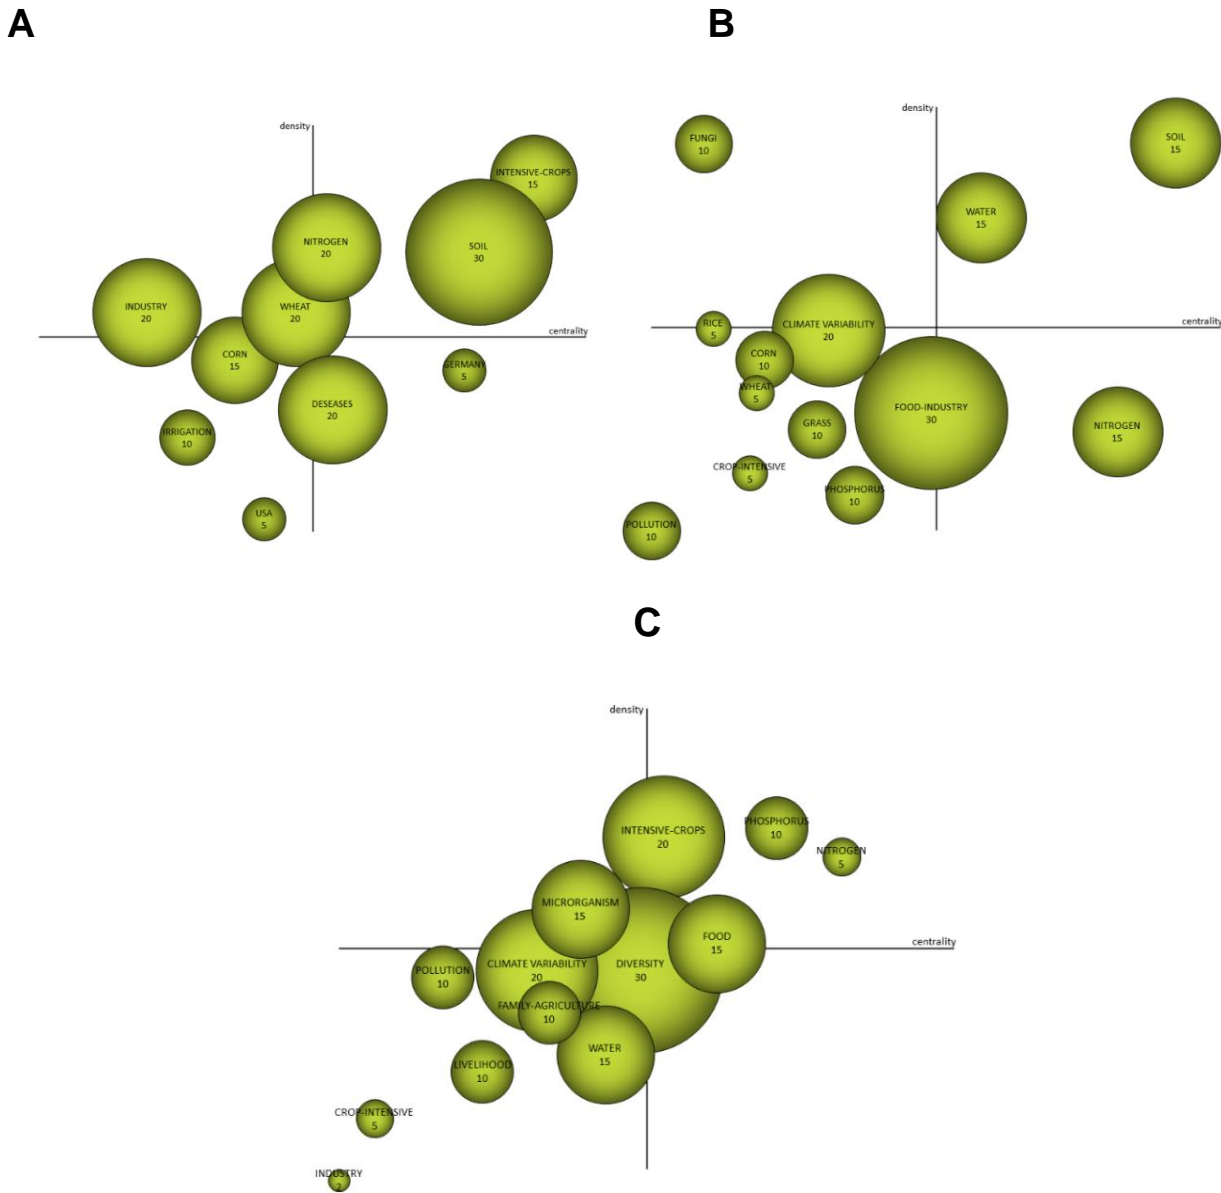 A
density
INTENSIVE-CROPS
15
NITROGEN
20
SOIL
30
INDUSTRY
20
WHEAT
20
centrality
CORN
15
GERMANY
5
DESEASES
20
IRRIGATION
10
USA
5
B
density
FUNGI
10
SOIL
15
WATER
15
centrality
RICE
5
CLIMATE VARIABILITY
20
CORN
10
WHEAT
5
FOOD-INDUSTRY
30
GRASS
10
NITROGEN
15
CROP-INTENSIVE
5
PHOSPHORUS
10
POLLUTION
10
C
density
INTENSIVE-CROPS
20
PHOSPHORUS
10
NITROGEN
5
MICRORGANISM
15
FOOD
15
centrality
POLLUTION
10
CLIMATE VARIABILITY
20
DIVERSITY
30
FAMILY-AGRICULTURE
10
WATER
15
LIVELIHOOD
10
CROP-INTENSIVE
5
INDUSTRY
2